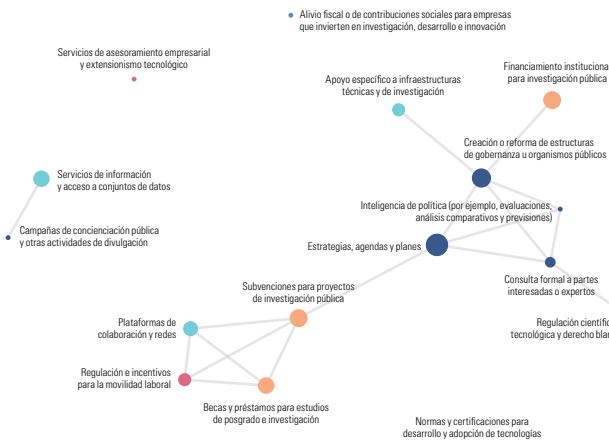 Alivio fiscal o de contribuciones sociales para empresas
que invierten en investigación, desarrollo e innovación
Servicios de asesoramiento empresarial
y extensionismo tecnológico
Financiamiento instituciona
para investigación pública
Apoyo específico a infraestructuras
técnicas y de investigación
Creación o reforma de estructuras
de gobernanza u organismos públicos
Servicios de información
y acceso a conjuntos de datos
Inteligencia de política (por ejemplo, evaluaciones,
análisis comparativos y previsiones)
Campañas de concienciación pública
y otras actividades de divulgación
Estrategias, agendas y planes
Consulta formal a partes
interesadas o expertos
Subvenciones para proyectos
de investigación pública
Plataformas de
colaboración y redes
Regulación científic
tecnológica y derecho blan
Regulación e incentivos
para la movilidad laboral
Becas y préstamos para estudios
de posgrado e investigación
Normas y certificaciones para
desarrollo y adopción de tecnologías